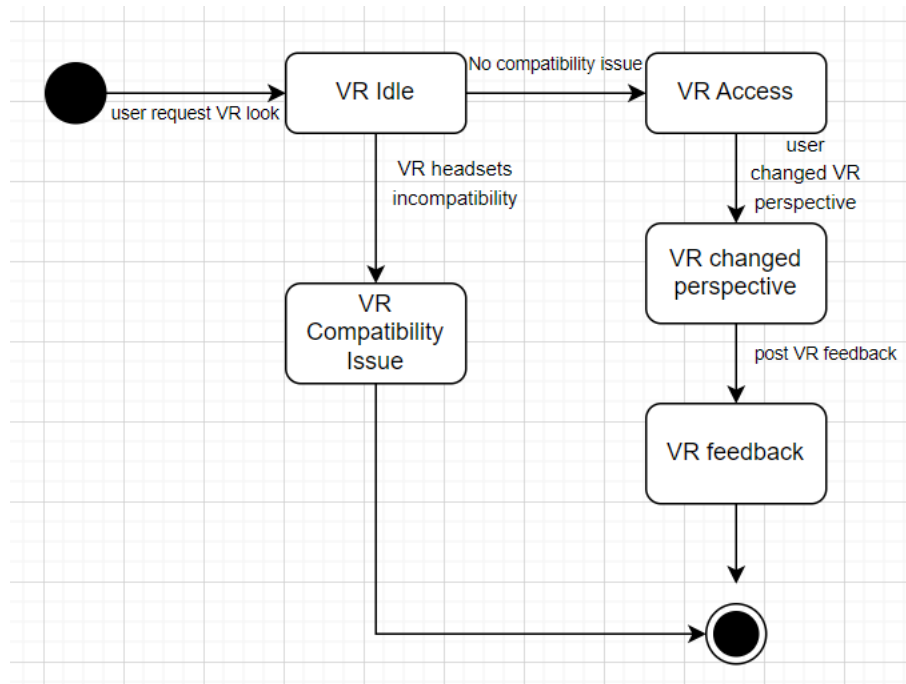 VR Idle
No compatibility issue
VR Access
user request VR look
user
changed VR
perspective
VR headsets
incompatibility
VR changed
perspective
VR
Compatibility
Issue
post VR feedback
VR feedback